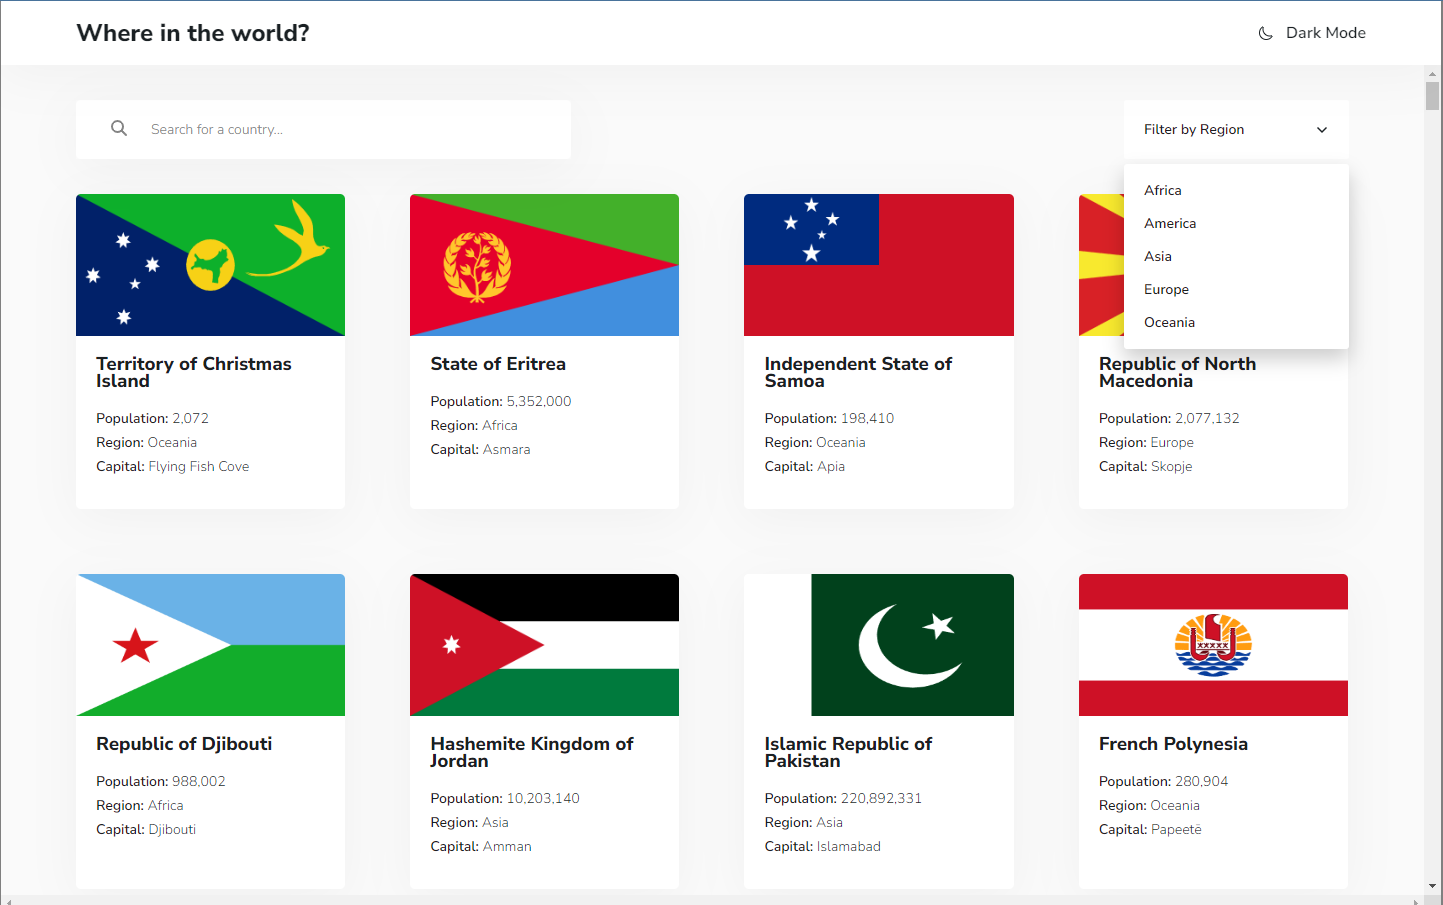 Where in the world?
Dark Mode
Search for a country...
Filter by Region
Africa
America
Asia
Europe
Oceania
Territory of Christmas
Island
Population: 2,072
Region: Oceania
Capital: Flying Fish Cove
State of Eritrea
Population: 5,352,000
Region: Africa
Capital: Asmara
Independent State of
Samoa
Population: 198,410
Region: Oceania
Capital: Apia
Republic of North
Macedonia
Population: 2,077,132
Region: Europe
Capital: Skopje
Republic of Djibouti
Population: 988,002
Region: Africa
Capital: Djibouti
Hashemite Kingdom of
Jordan
Population: 10,203,140
Region: Asia
Capital: Amman
Islamic Republic of
Pakistan
Population: 220,892,331
Region: Asia
Capital: Islamabad
French Polynesia
Population: 280,904
Region: Oceania
Capital: Papeetē